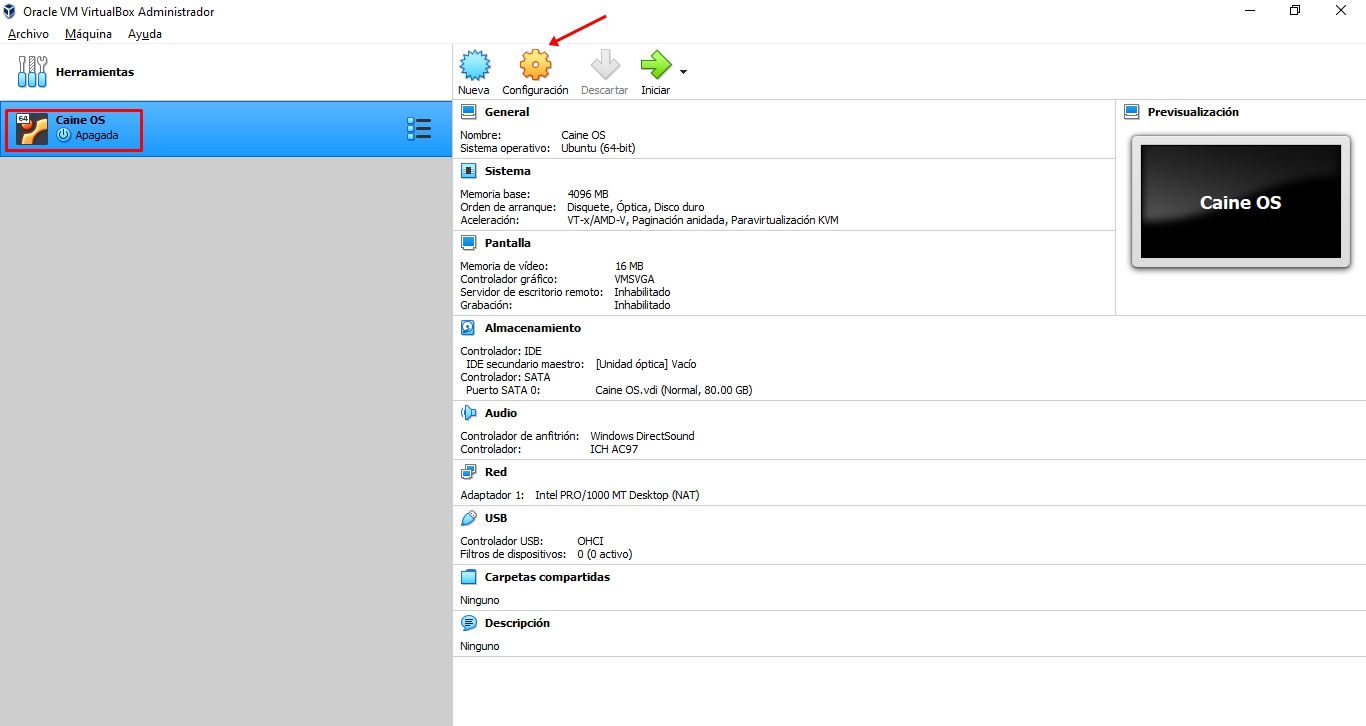 Oracle VM VirtualBox Administrador
Archivo Máquina Ayuda
Herramientas
64
Caine OS
Apagada
Nueva Configuración Descartar Iniciar
General
Nombre: Caine OS
Sistema operativo: Ubuntu (64-bit)
Sistema
Memoria base: 4096 MB
Orden de arranque: Disquete, Óptica, Disco duro
Aceleración: VT-x/AMD-V, Paginación anidada, Paravirtualización KVM
Pantalla
Memoria de vídeo: 16 MB
Controlador gráfico: VMSVGA
Servidor de escritorio remoto: Inhabilitado
Grabación: Inhabilitado
Previsualización
Caine OS
Almacenamiento
Controlador: IDE
IDE secundario maestro: [Unidad óptica] Vacío
Controlador: SATA
Puerto SATA 0: Caine OS.vdi (Normal, 80.00 GB)
Audio
Controlador de anfitrión: Windows DirectSound
Controlador: ICH AC97
Red
Adaptador 1: Intel PRO/1000 MT Desktop (NAT)
USB
Controlador USB: OHCI
Filtros de dispositivos: 0 (0 activo)
Carpetas compartidas
Ninguno
Descripción
Ninguno